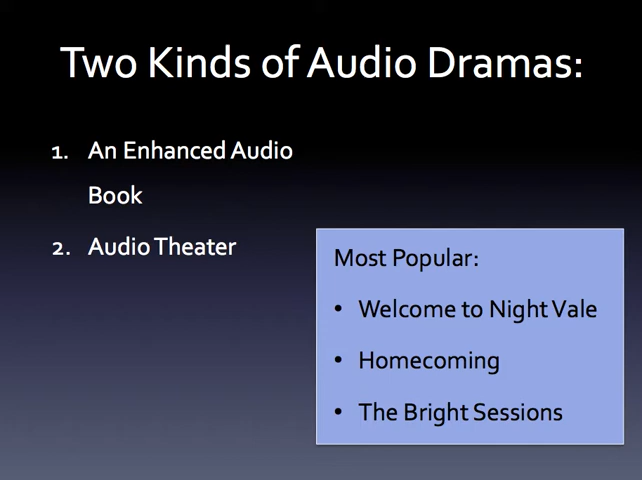 Two Kinds of Audio Dramas:
1. An Enhanced Audio
Book
2. Audio Theater
Most Popular:
• Welcome to Night Vale
• Homecoming
• The Bright Sessions